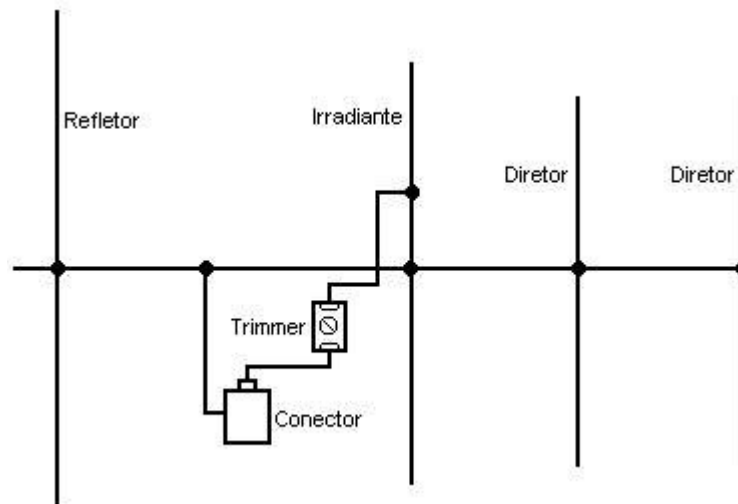 Refletor
Irradiante
Diretor
Diretor
Trimmer
Conector